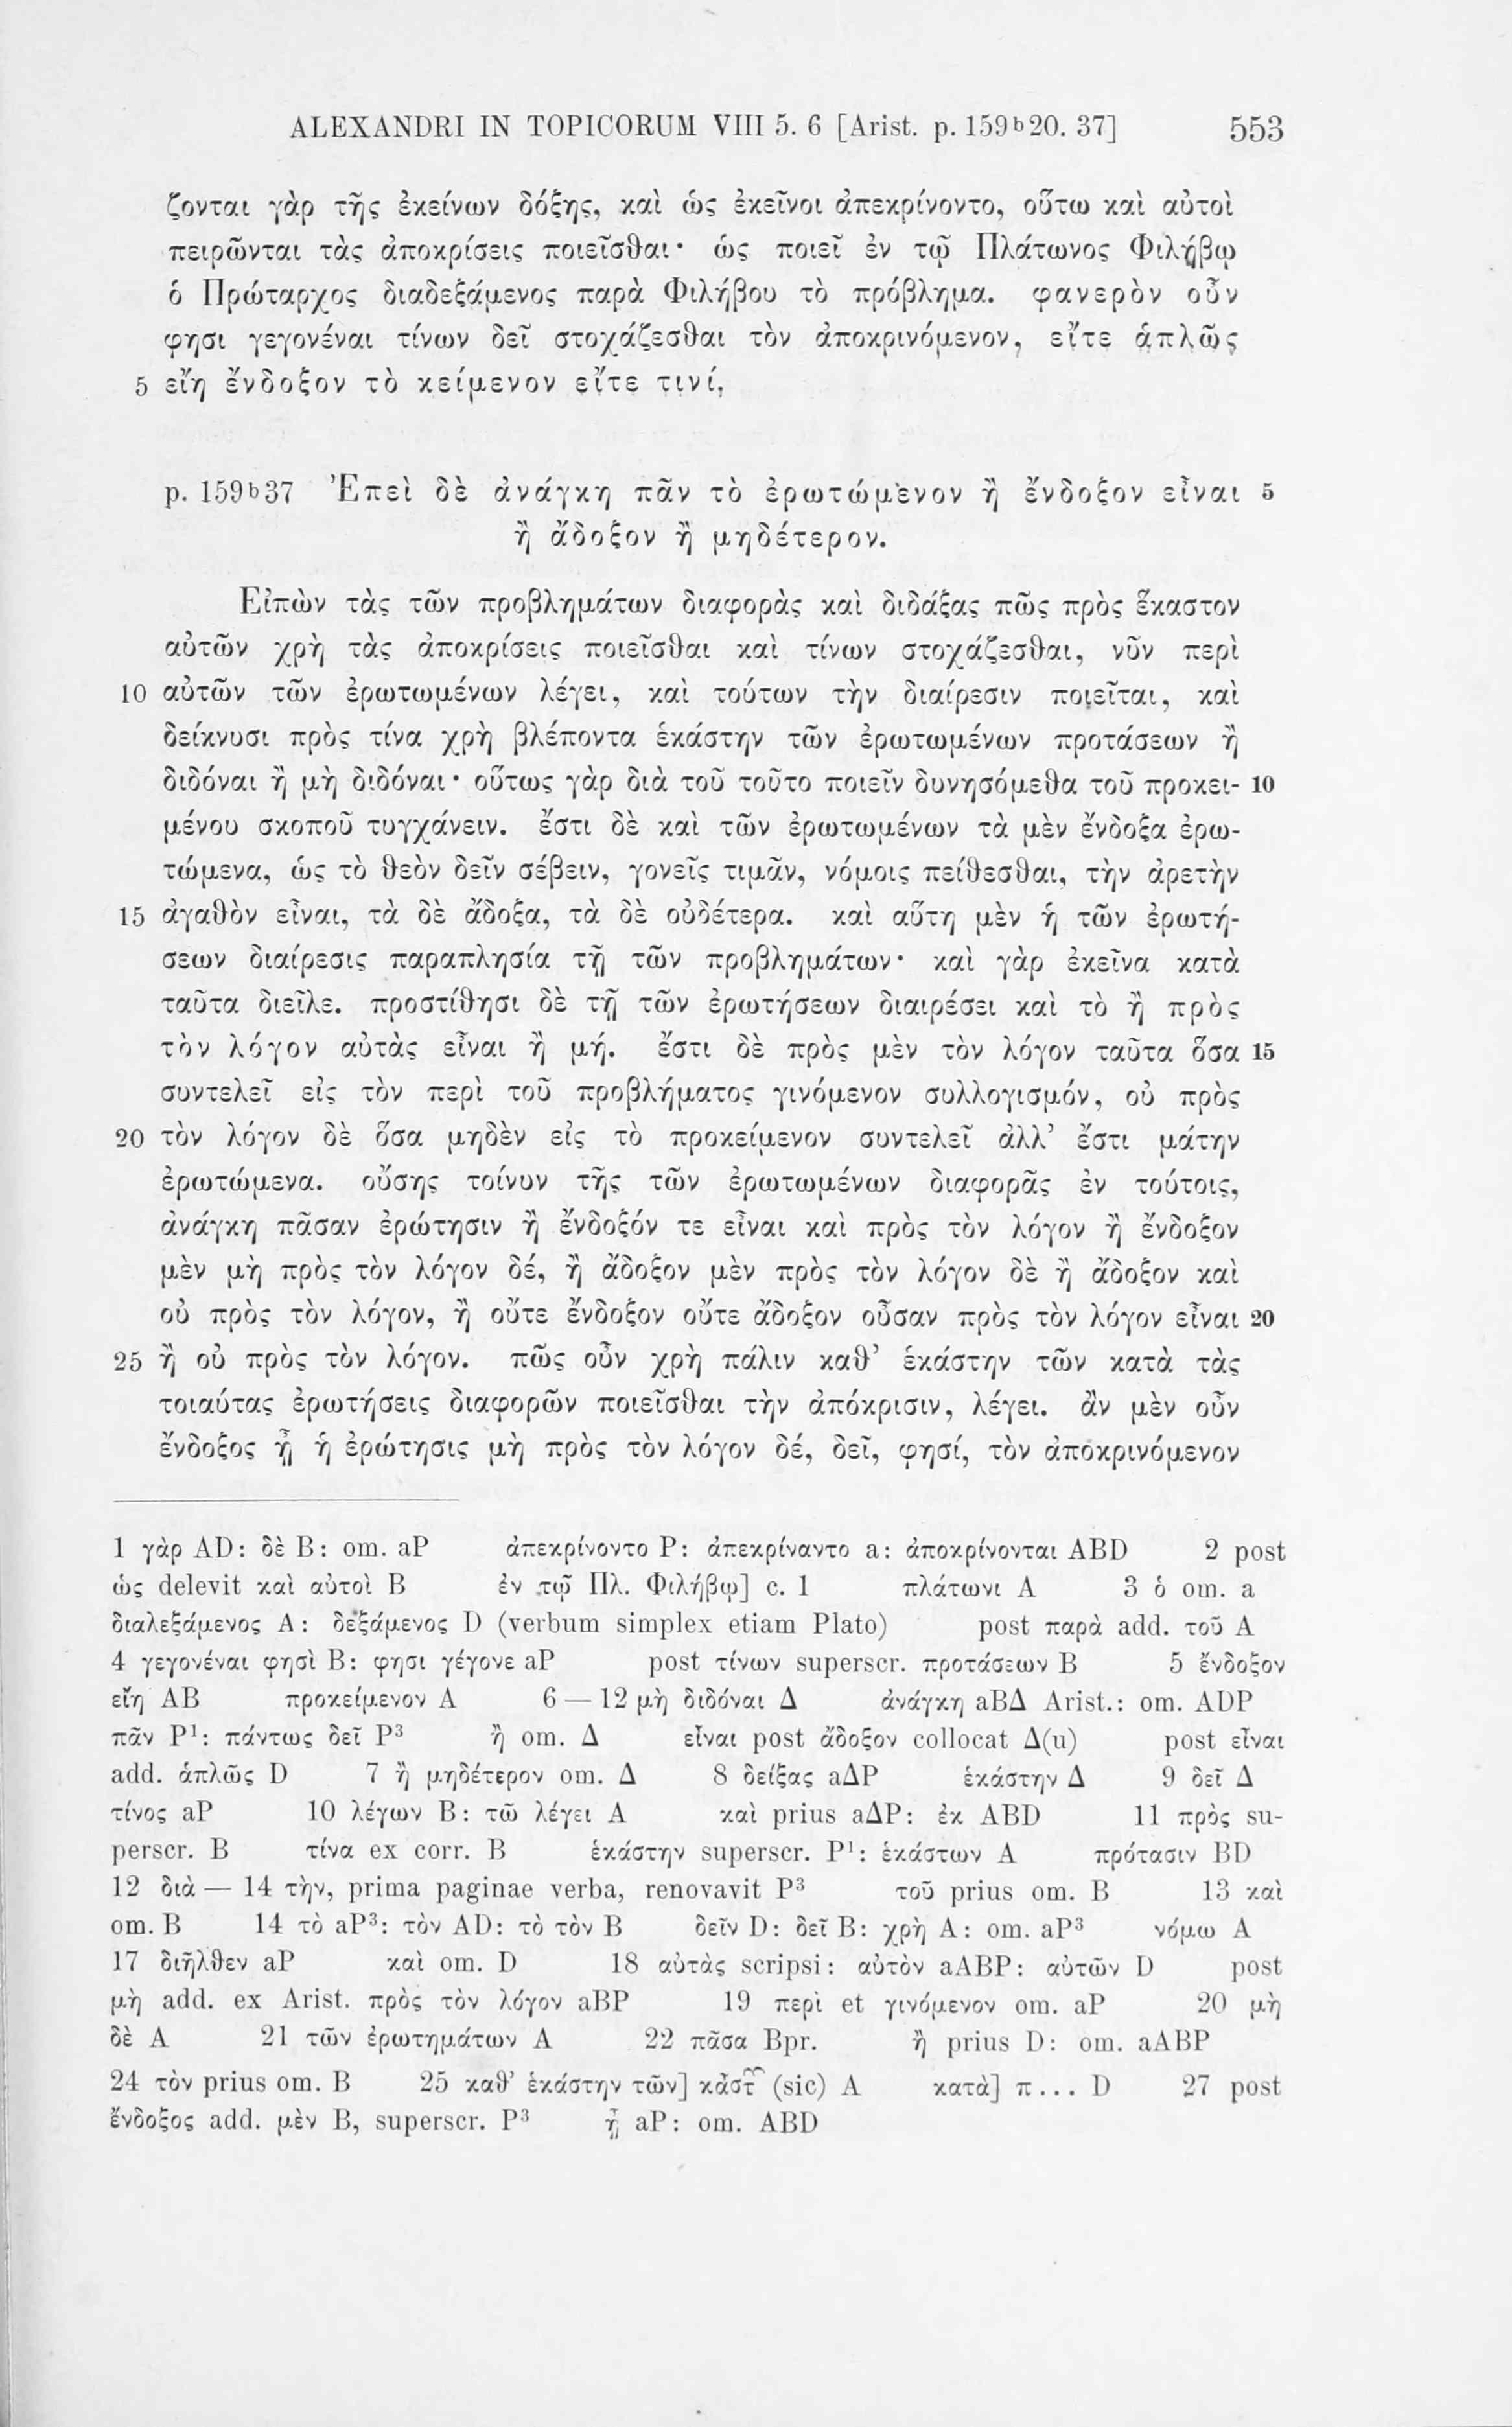 ALEXANDRI IN TOPICORUM VIII 5. 6 [Arist. p. 159ᵇ20. 37] 553
ζονται γὰρ τῆς ἐκείνων δόξης, καὶ ὡς ἐκεῖνοι ἀπεκρίνοντο, οὕτω καὶ αὐτοὶ
πειρῶνται τὰς ἀποκρίσεις ποιεῖσθαι· ὡς ποιεῖ ἐν τῷ Πλάτωνος Φιλήβῳ
ὁ Πρώταρχος διαδεξάμενος παρὰ Φιλήβου τὸ πρόβλημα. φανερὸν οὖν
φησι γεγονέναι τίνων δεῖ στοχάζεσθαι τὸν ἀποκρινόμενον, εἴτε ἁπλῶς
5 εἴη ἔνδοξον τὸ κείμενον εἴτε τινί,
p. 159ᵇ37 Ἐπεὶ δὲ ἀνάγκη πᾶν τὸ ἐρωτώμενον ἢ ἔνδοξον εἶναι 5
ἢ ἄδοξον ἢ μηδέτερον.
Εἰπὼν τὰς τῶν προβλημάτων διαφορὰς καὶ διδάξας πῶς πρὸς ἕκαστον
αὐτῶν χρὴ τὰς ἀποκρίσεις ποιεῖσθαι καὶ τίνων στοχάζεσθαι, νῦν περὶ
10 αὐτῶν τῶν ἐρωτωμένων λέγει, καὶ τούτων τὴν διαίρεσιν ποιεῖται, καὶ
δείκνυσι πρὸς τίνα χρὴ βλέποντα ἑκάστην τῶν ἐρωτωμένων προτάσεων ἢ
διδόναι ἢ μὴ διδόναι· οὕτως γὰρ διὰ τοῦ τοῦτο ποιεῖν δυνησόμεθα τοῦ προκει- 10
μένου σκοποῦ τυγχάνειν. ἔστι δὲ καὶ τῶν ἐρωτωμένων τὰ μὲν ἔνδοξα ἐρω-
τώμενα, ὡς τὸ θεὸν δεῖν σέβειν, γονεῖς τιμᾶν, νόμοις πείθεσθαι, τὴν ἀρετὴν
15 ἀγαθὸν εἶναι, τὰ δὲ ἄδοξα, τὰ δὲ οὐδέτερα. καὶ αὕτη μὲν ἡ τῶν ἐρωτή-
σεων διαίρεσις παραπλησία τῇ τῶν προβλημάτων· καὶ γὰρ ἐκεῖνα κατὰ
ταῦτα διεῖλε. προστίθησι δὲ τῇ τῶν ἐρωτήσεων διαιρέσει καὶ τὸ ἢ πρὸς
τὸν λόγον αὐτὰς εἶναι ἢ μή. ἔστι δὲ πρὸς μὲν τὸν λόγον ταῦτα ὅσα 15
συντελεῖ εἰς τὸν περὶ τοῦ προβλήματος γινόμενον συλλογισμόν, οὐ πρὸς
20 τὸν λόγον δὲ ὅσα μηδὲν εἰς τὸ προκείμενον συντελεῖ ἀλλ’ ἔστι μάτην
ἐρωτώμενα. οὔσης τοίνυν τῆς τῶν ἐρωτωμένων διαφορᾶς ἐν τούτοις,
ἀνάγκη πᾶσαν ἐρώτησιν ἢ ἔνδοξόν τε εἶναι καὶ πρὸς τὸν λόγον ἢ ἔνδοξον
μὲν μὴ πρὸς τὸν λόγον δέ, ἢ ἄδοξον μὲν πρὸς τὸν λόγον δὲ ἢ ἄδοξον καὶ
οὐ πρὸς τὸν λόγον, ἢ οὔτε ἔνδοξον οὔτε ἄδοξον οὖσαν πρὸς τὸν λόγον εἶναι 20
25 ἢ οὐ πρὸς τὸν λόγον. πῶς οὖν χρὴ πάλιν καθ’ ἑκάστην τῶν κατὰ τὰς
τοιαύτας ἐρωτήσεις διαφορῶν ποιεῖσθαι τὴν ἀπόκρισιν, λέγει. ἂν μὲν οὖν
ἔνδοξος ᾖ ἡ ἐρώτησις μὴ πρὸς τὸν λόγον δέ, δεῖ, φησί, τὸν ἀποκρινόμενον
1 γὰρ AD: δὲ B: om. aP ἀπεκρίνοντο P: ἀπεκρίναντο a: ἀποκρίνονται ABD 2 post
ὡς delevit καὶ αὐτοὶ B ἐν τῷ Πλ. Φιλήβῳ] c. 1 πλάτωνι A 3 ὁ om. a
διαλεξάμενος A: δεξάμενος D (verbum simplex etiam Plato) post παρὰ add. τοῦ A
4 γεγονέναι φησὶ B: φησι γέγονε aP post τίνων superscr. προτάσεων B 5 ἔνδοξον
εἴη AB προκείμενον A 6 — 12 μὴ διδόναι Δ ἀνάγκη aBΔ Arist.: om. ADP
πᾶν P¹: πάντως δεῖ P³ ἢ om. Δ εἶναι post ἄδοξον collocat Δ(u) post εἶναι
add. ἁπλῶς D 7 ἢ μηδέτερον om. Δ 8 δείξας aΔP ἑκάστην Δ 9 δεῖ Δ
τίνος aP 10 λέγων B: τῶ λέγει A καὶ prius aΔP: ἐκ ABD 11 πρὸς su-
perscr. B τίνα ex corr. B ἑκάστην superscr. P¹: ἑκάστων A πρότασιν BD
12 διὰ — 14 τὴν, prima paginae verba, renovavit P³ τοῦ prius om. B 13 καὶ
om. B 14 τὸ aP³: τὸν AD: τὸ τὸν B δεῖν D: δεῖ B: χρὴ A: om. aP³ νόμω A
17 διῆλθεν aP καὶ om. D 18 αὐτὰς scripsi: αὐτὸν aABP: αὐτῶν D post
μὴ add. ex Arist. πρὸς τὸν λόγον aBP 19 περὶ et γινόμενον om. aP 20 μὴ
δὲ A 21 τῶν ἐρωτημάτων A 22 πᾶσα Bpr. ἢ prius D: om. aABP
24 τὸν prius om. B 25 καθ’ ἑκάστην τῶν] (sic) A κατὰ] π... D 27 post
ἔνδοξος add. μὲν B, superscr. P³ ᾖ aP: om. ABD